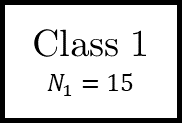 Class 1
N₁ = 15